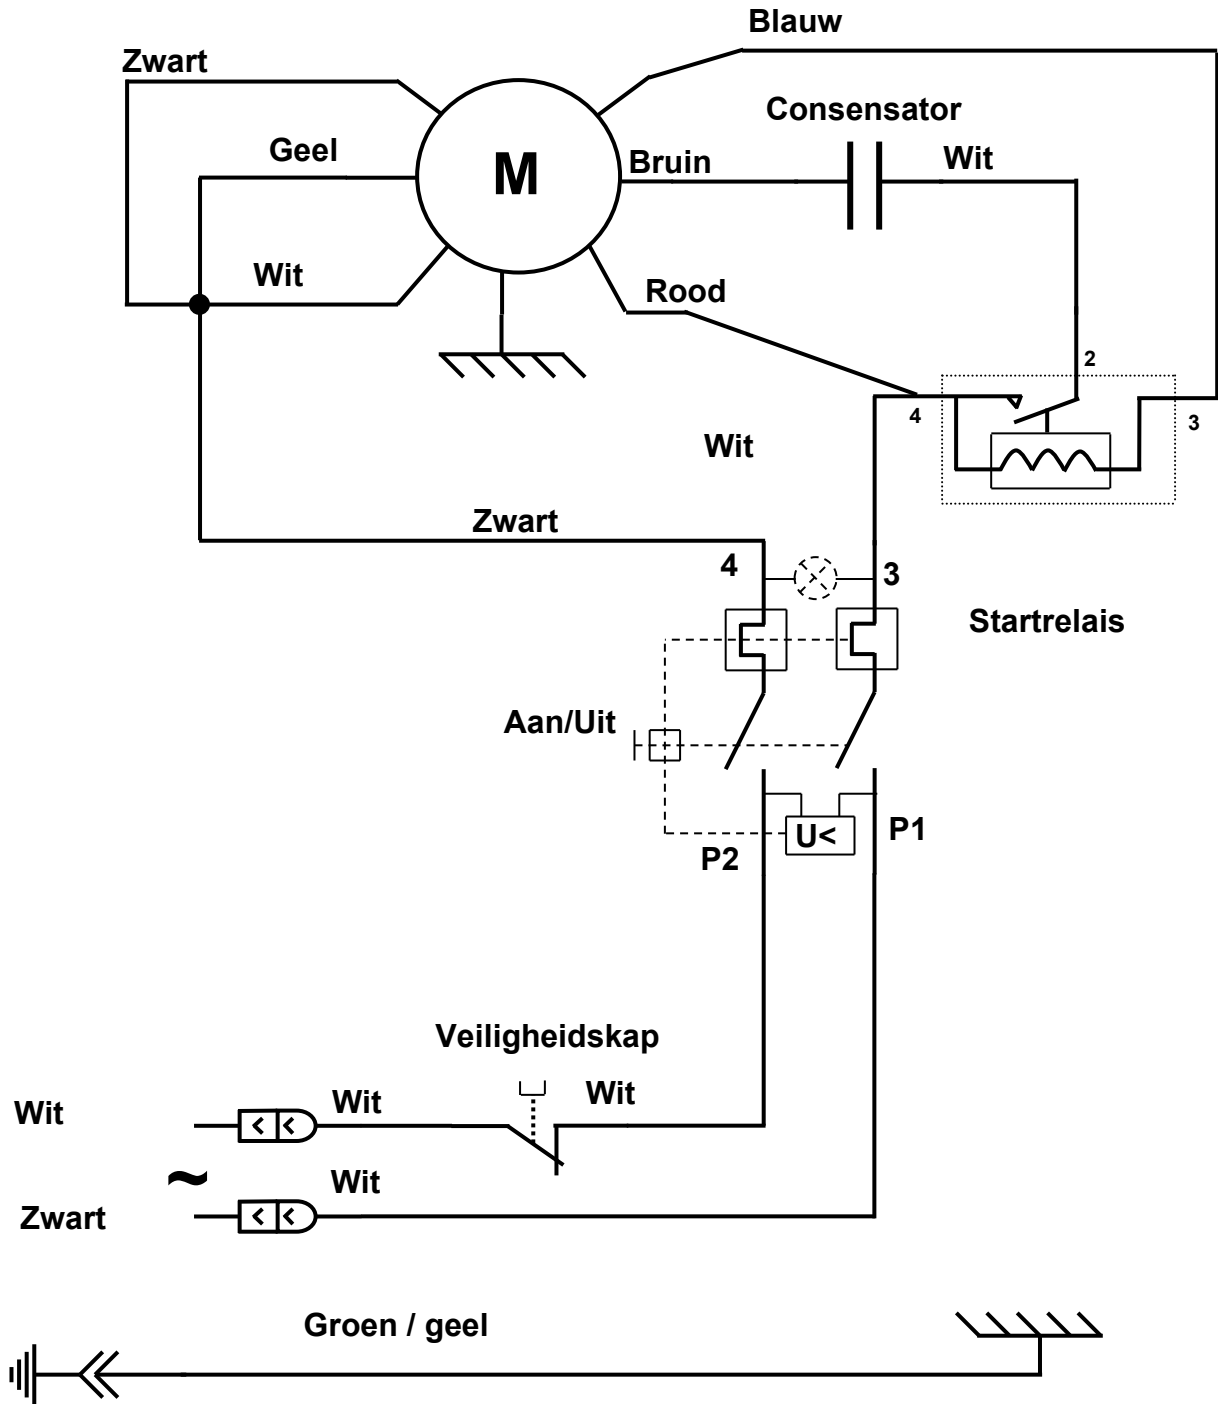 Blauw
Zwart
Consensator
Geel
M
Bruin
Wit
Wit
Rood
2
4
3
Wit
Zwart
4
3
Startrelais
Aan/Uit
U<
P1
P2
Veiligheidskap
Wit
Wit
Wit
~
Wit
Zwart
Groen / geel